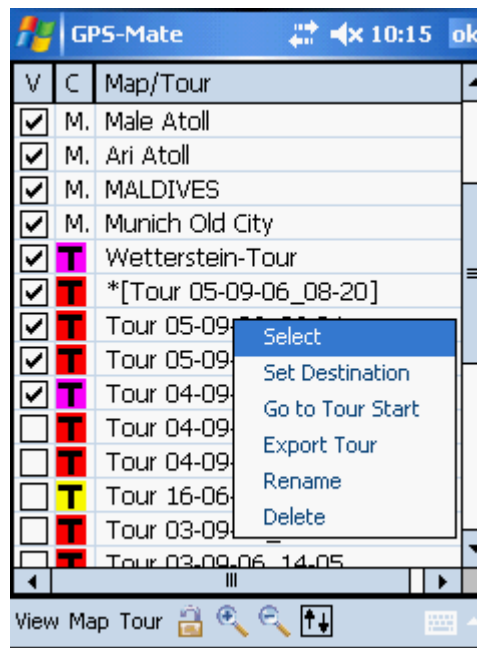 GPS-Mate 10:15 ok
V C Map/Tour
M. Male Atoll
M. Ari Atoll
M. MALDIVES
M. Munich Old City
T Wetterstein-Tour
T *[Tour 05-09-06_08-20]
T Tour 05-09-
Select
T Tour 05-09-
Set Destination
T Tour 04-09-
Go to Tour Start
T Tour 04-09-
Export Tour
T Tour 04-09-
Rename
T Tour 16-06-
Delete
T Tour 03-09-
T Tour 03-09-06_14-05
View Map Tour